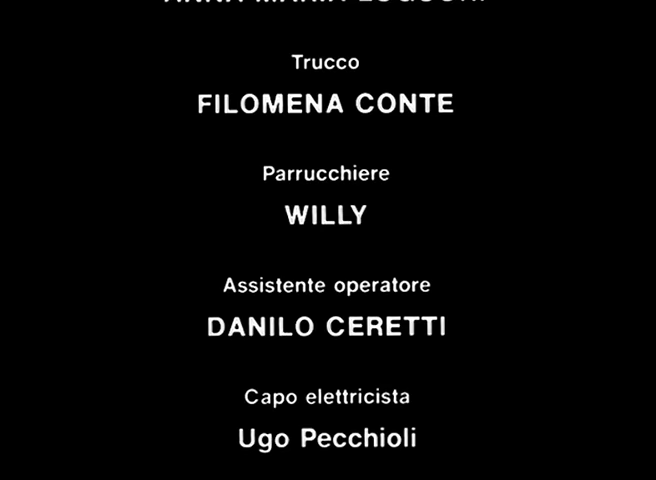 Trucco
FILOMENA CONTE
Parrucchiere
WILLY
Assistente operatore
DANILO CERETTI
Capo elettricista
Ugo Pecchioli